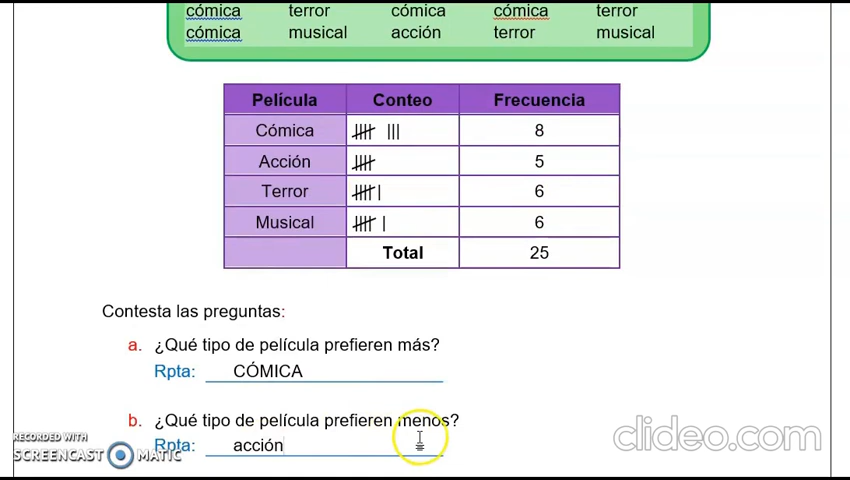 cómica terror cómica cómica terror
cómica musical acción terror musical
Película Conteo Frecuencia
Cómica 8
Acción 5
Terror 6
Musical 6
Total 25
Contesta las preguntas:
a. ¿Qué tipo de película prefieren más?
Rpta: CÓMICA
b. ¿Qué tipo de película prefieren menos?
Rpta: acción
RECORDED WITH
SCREENCAST MATIC
clideo.com